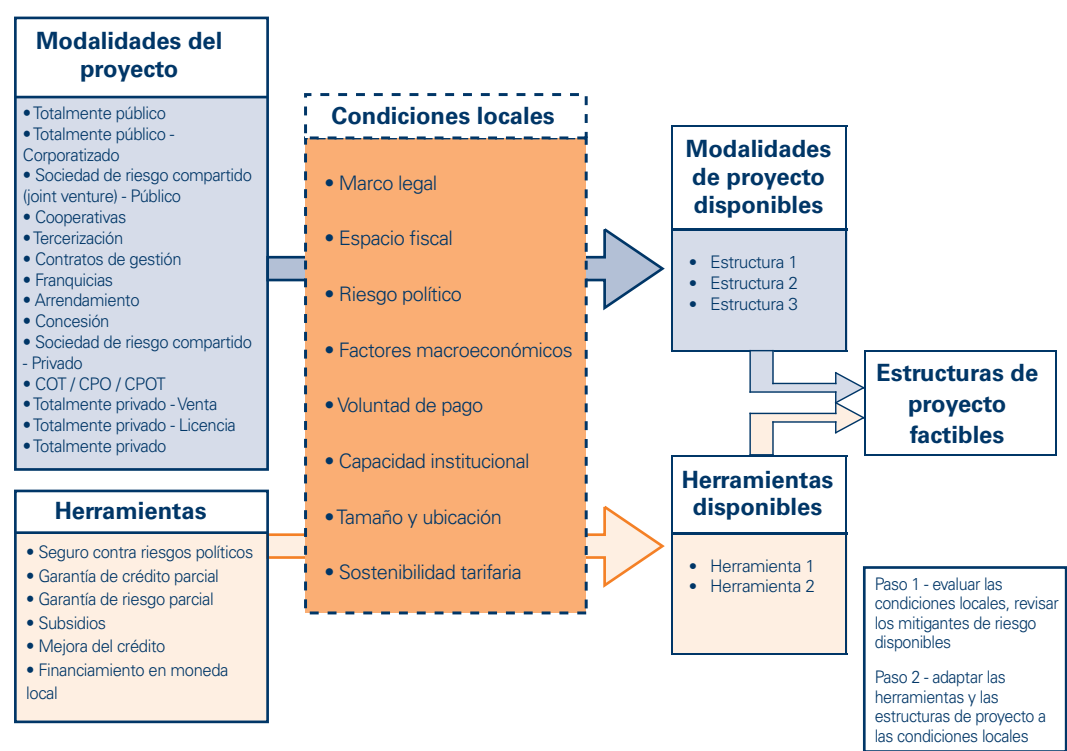 Modalidades del
proyecto
• Totalmente público
• Totalmente público -
Corporatizado
• Sociedad de riesgo compartido
(joint venture) - Público
• Cooperativas
• Tercerización
• Contratos de gestión
• Franquicias
• Arrendamiento
• Concesión
• Sociedad de riesgo compartido
- Privado
• COT / CPO / CPOT
• Totalmente privado - Venta
• Totalmente privado - Licencia
• Totalmente privado
Herramientas
• Seguro contra riesgos políticos
• Garantía de crédito parcial
• Garantía de riesgo parcial
• Subsidios
• Mejora del crédito
• Financiamiento en moneda
local
Condiciones locales
• Marco legal
• Espacio fiscal
• Riesgo político
• Factores macroeconómicos
• Voluntad de pago
• Capacidad institucional
• Tamaño y ubicación
• Sostenibilidad tarifaria
Modalidades
de proyecto
disponibles
• Estructura 1
• Estructura 2
• Estructura 3
Herramientas
disponibles
• Herramienta 1
• Herramienta 2
Estructuras de
proyecto
factibles
Paso 1 - evaluar las
condiciones locales, revisar
los mitigantes de riesgo
disponibles
Paso 2 - adaptar las
herramientas y las
estructuras de proyecto a
las condiciones locales